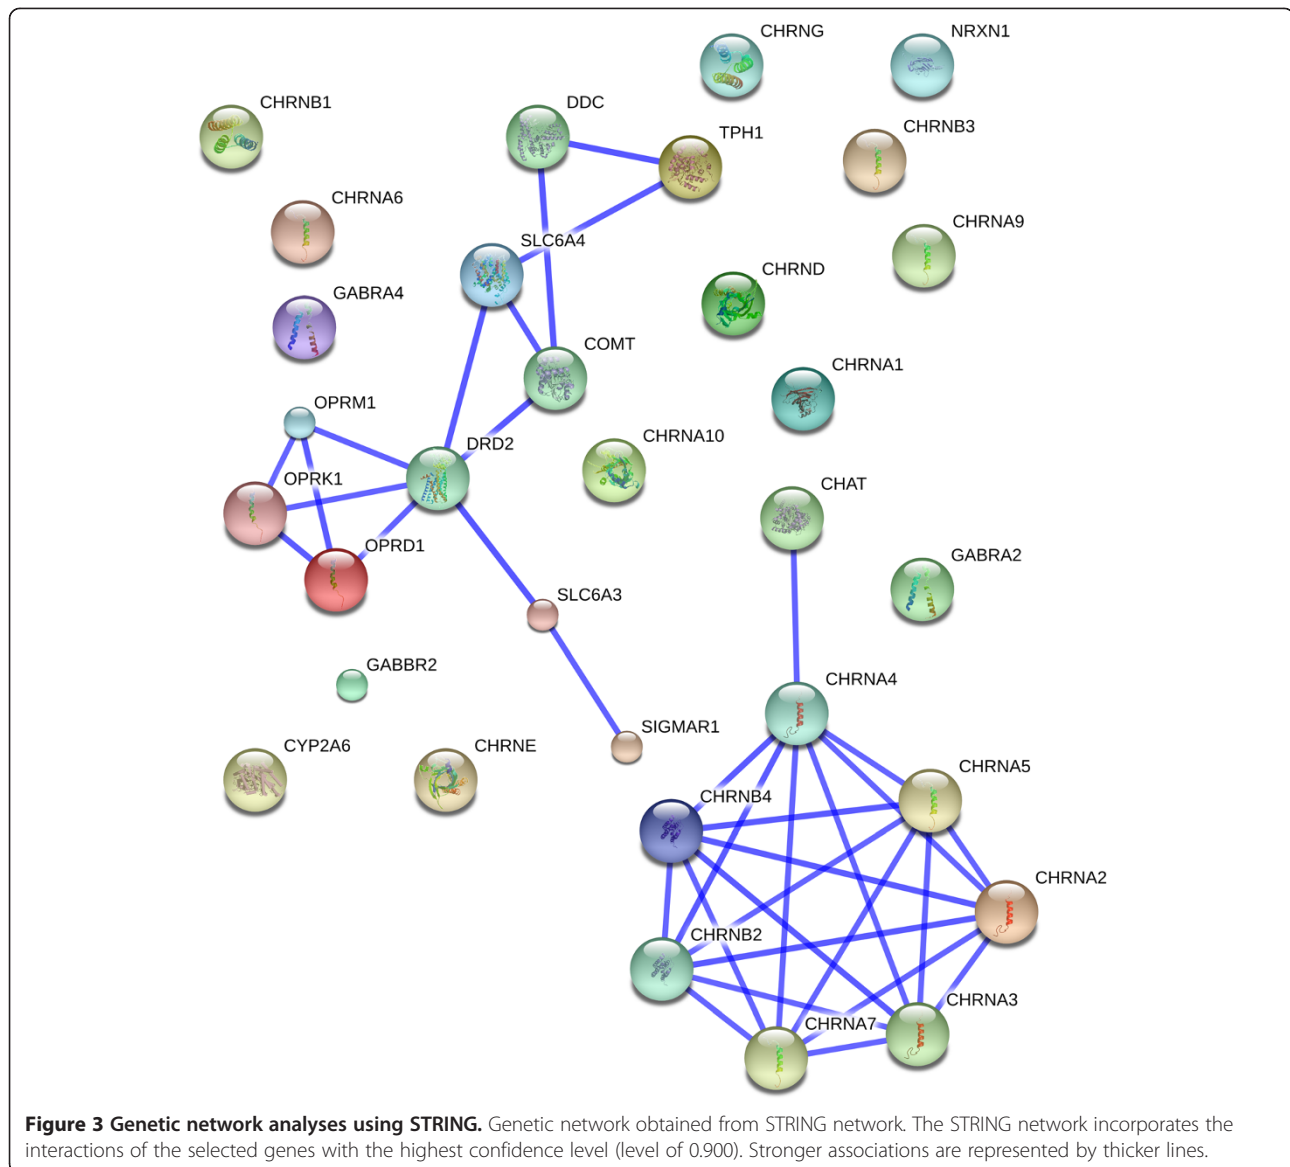 CHRNG
NRXN1
CHRNB1
DDC
TPH1
CHRNB3
CHRNA6
CHRNA9
SLC6A4
CHRND
GABRA4
COMT
CHRNA1
OPRM1
DRD2
CHRNA10
OPRK1
CHAT
OPRD1
GABRA2
SLC6A3
GABBR2
CHRNA4
SIGMAR1
CYP2A6
CHRNE
CHRNA5
CHRNB4
CHRNA2
CHRNB2
CHRNA3
CHRNA7
Figure 3 Genetic network analyses using STRING. Genetic network obtained from STRING network. The STRING network incorporates the
interactions of the selected genes with the highest confidence level (level of 0.900). Stronger associations are represented by thicker lines.